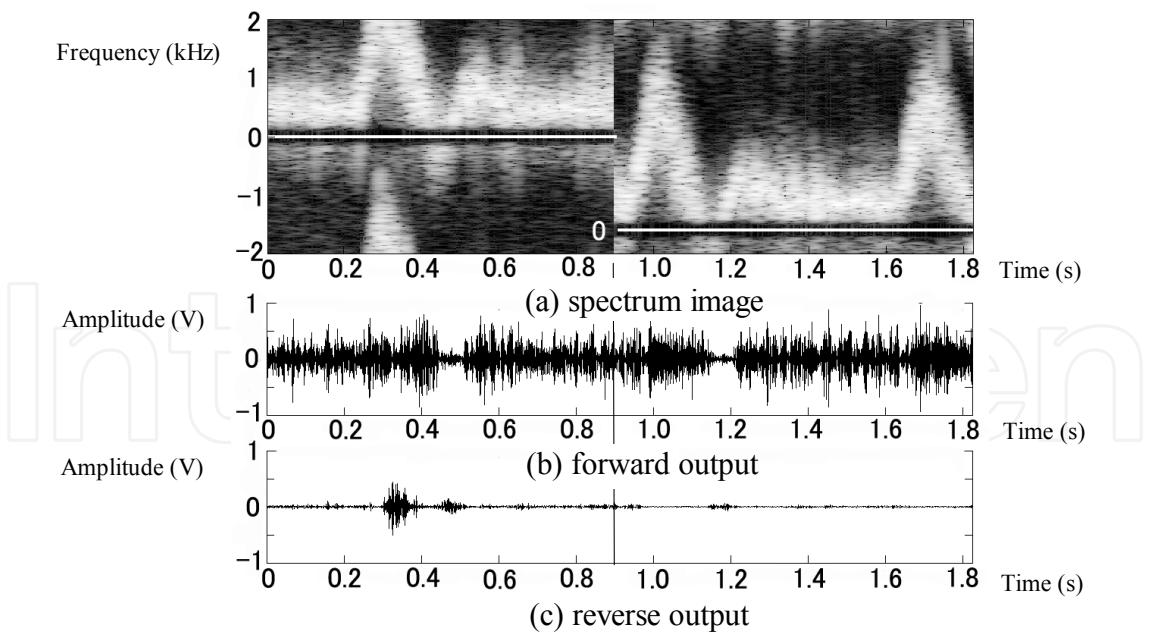 Frequency (kHz)
2
1
0
−1
−2
0
0 0.2 0.4 0.6 0.8 1.0 1.2 1.4 1.6 1.8 Time (s)
(a) spectrum image
Amplitude (V)
1
0
−1
0 0.2 0.4 0.6 0.8 1.0 1.2 1.4 1.6 1.8 Time (s)
(b) forward output
Amplitude (V)
1
0
−1
0 0.2 0.4 0.6 0.8 1.0 1.2 1.4 1.6 1.8 Time (s)
(c) reverse output
Int en